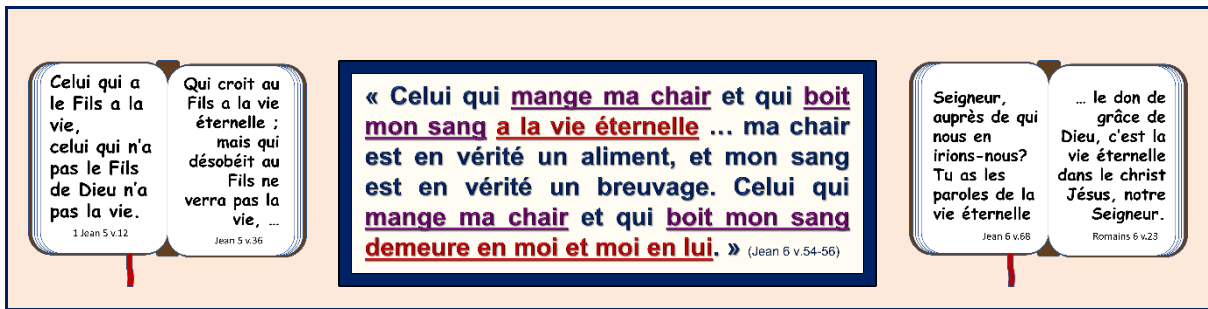 Celui qui a
le Fils a la
vie,
celui qui n'a
pas le Fils
de Dieu n'a
pas la vie.
1 Jean 5 v.12
Qui croit au
Fils a la vie
éternelle ;
mais qui
désobéit au
Fils ne
verra pas la
vie, …
Jean 5 v.36
« Celui qui mange ma chair et qui boit
mon sang a la vie éternelle … ma chair
est en vérité un aliment, et mon sang
est en vérité un breuvage. Celui qui
mange ma chair et qui boit mon sang
demeure en moi et moi en lui. » (Jean 6 v.54-56)
Seigneur,
auprès de qui
nous en
irions-nous?
Tu as les
paroles de la
vie éternelle
Jean 6 v.68
… le don de
grâce de
Dieu, c'est la
vie éternelle
dans le christ
Jésus, notre
Seigneur.
Romains 6 v.23